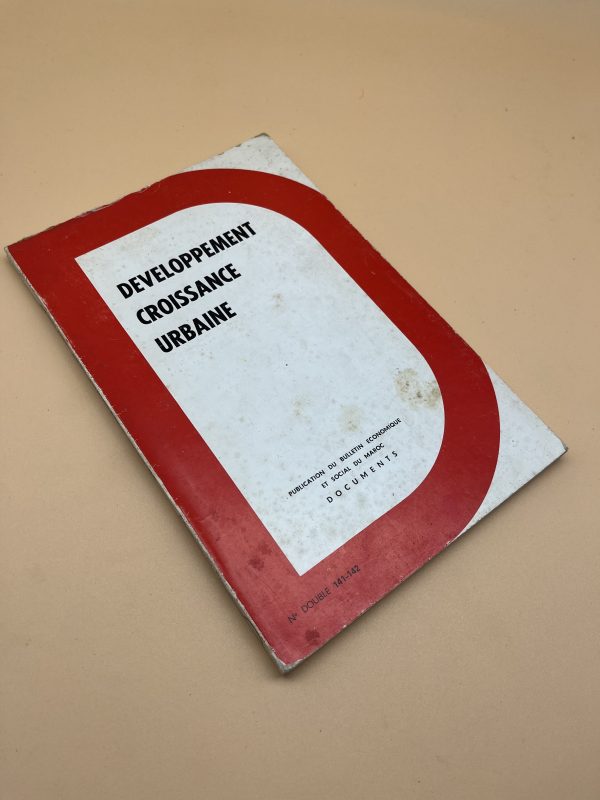 DEVELOPPEMENT
CROISSANCE
URBAINE
PUBLICATION DU BULLETIN ECONOMIQUE
ET SOCIAL DU MAROC
DOCUMENTS
N° DOUBLE 141-142